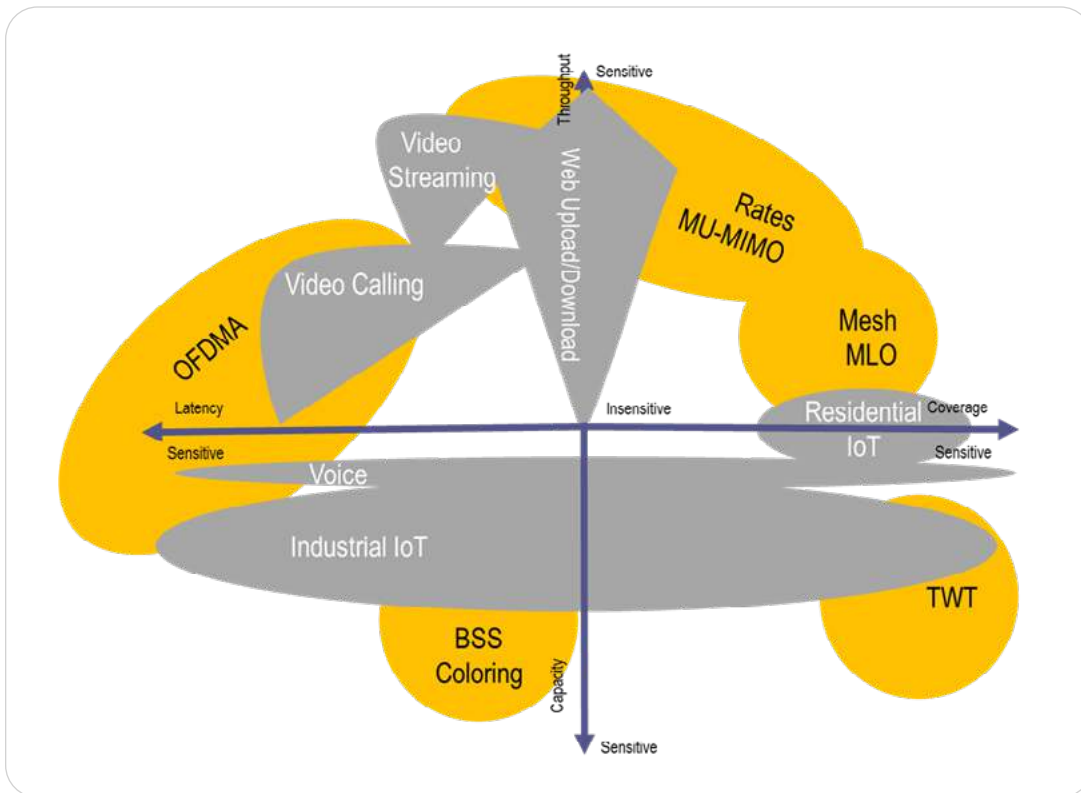 Sensitive
Throughput
Video
Streaming
Web Upload/Download
Rates
MU-MIMO
Video Calling
OFDMA
Mesh
MLO
Latency
Insensitive
Residential
Coverage
Sensitive
IoT
Sensitive
Voice
Industrial IoT
TWT
BSS
Coloring
Capacity
Sensitive